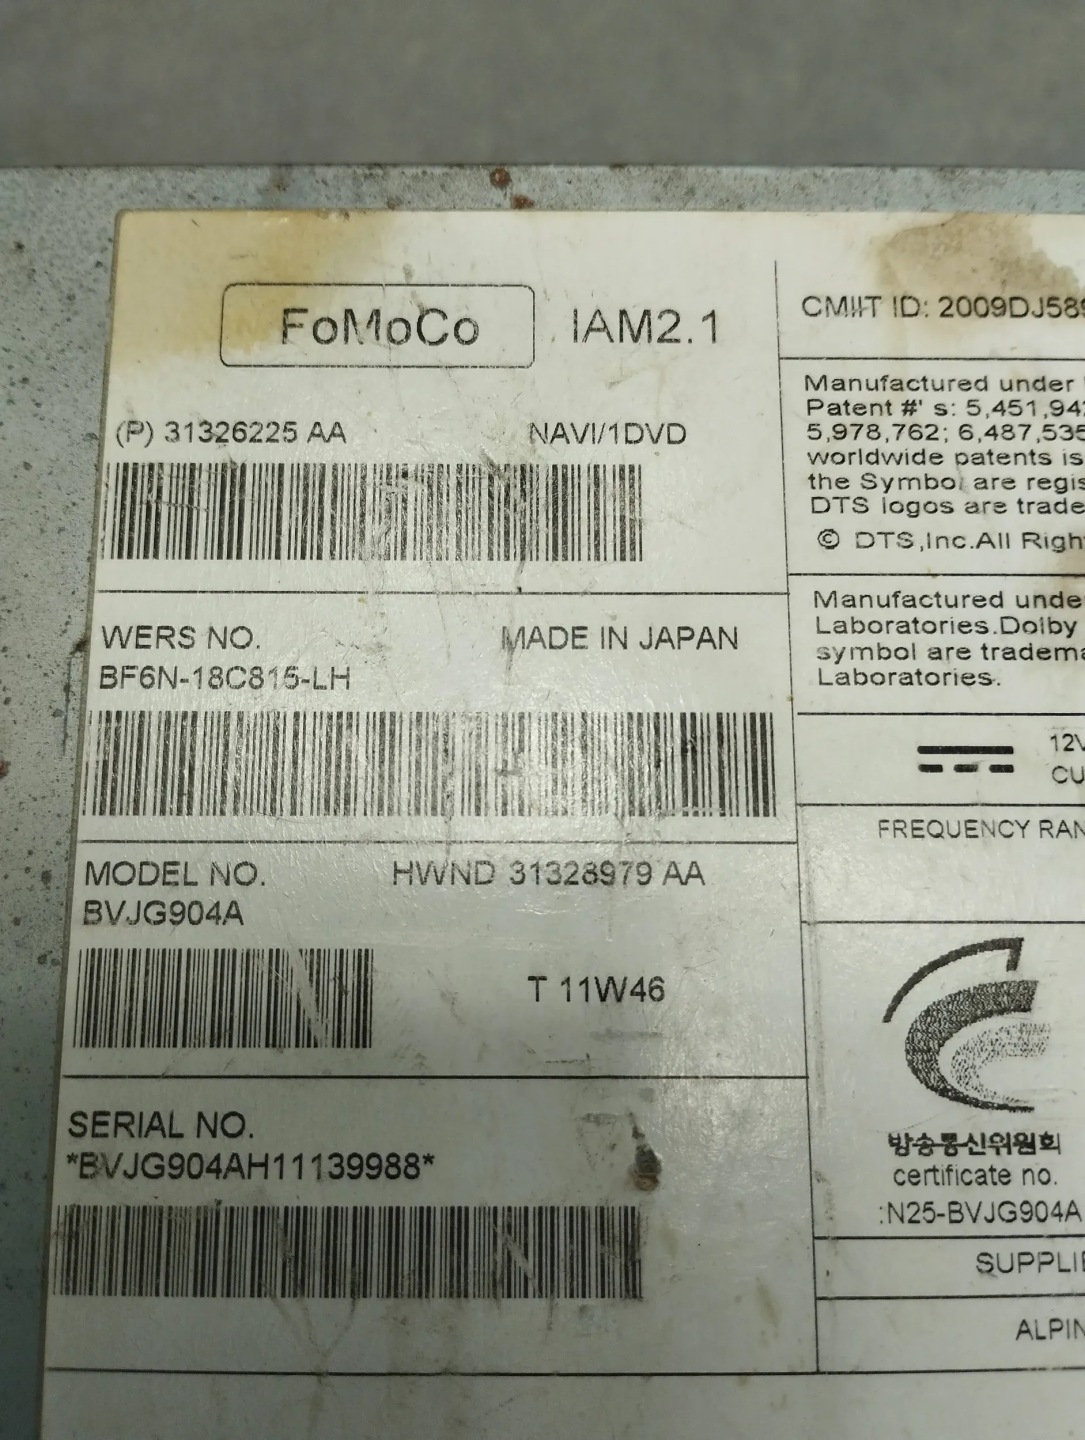 FoMoCo IAM2.1
(P) 31326225 AA NAVI/1DVD
WERS NO. MADE IN JAPAN
BF6N-18C815-LH
MODEL NO. HWND 31328979 AA
BVJG904A
T 11W46
SERIAL NO.
*BVJG904AH11139988*
CMIIT ID: 2009DJ589
Manufactured under
Patent #' s: 5,451,942
5,978,762; 6,487,535
worldwide patents is
the Symbol are regis
DTS logos are trade
© DTS,Inc.All Righ
Manufactured unde
Laboratories.Dolby
symbol are tradema
Laboratories.
12V
CU
FREQUENCY RAN
방송통신위원회
certificate no.
:N25-BVJG904A
SUPPLIE
ALPIN